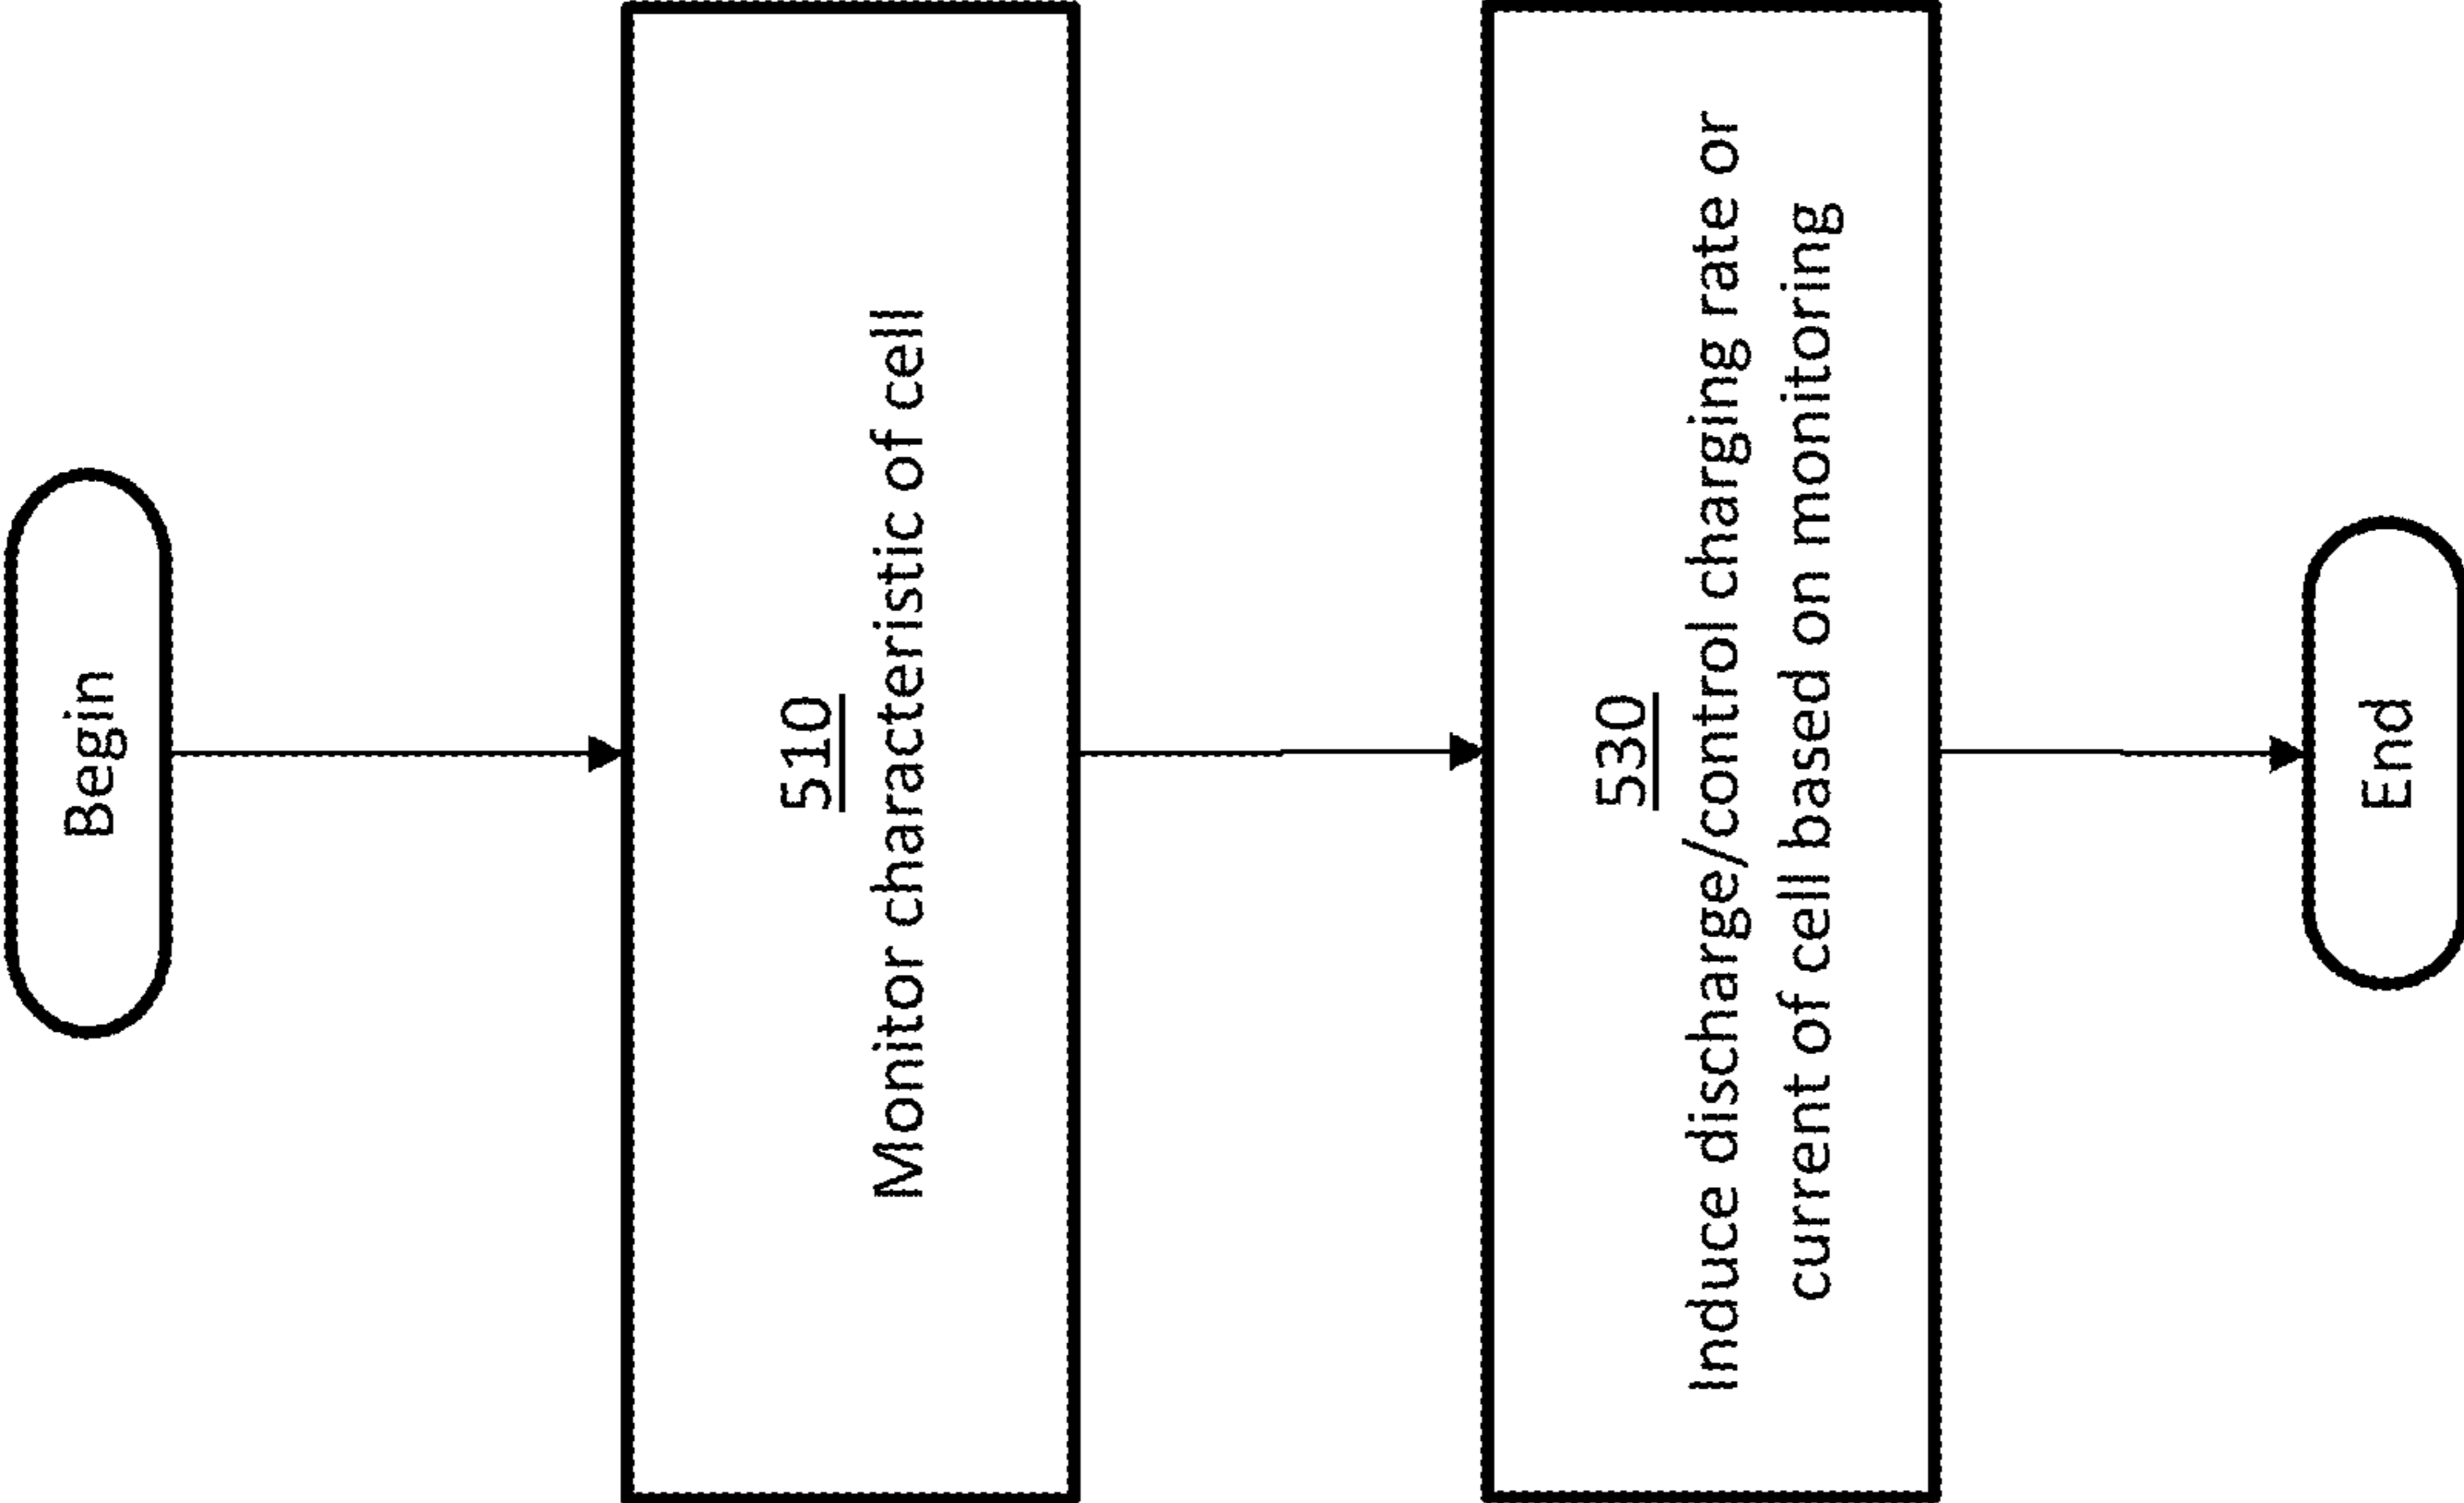 Begin
510
Monitor characteristic of cell
530
Induce discharge/control charging rate or
current of cell based on monitoring
End